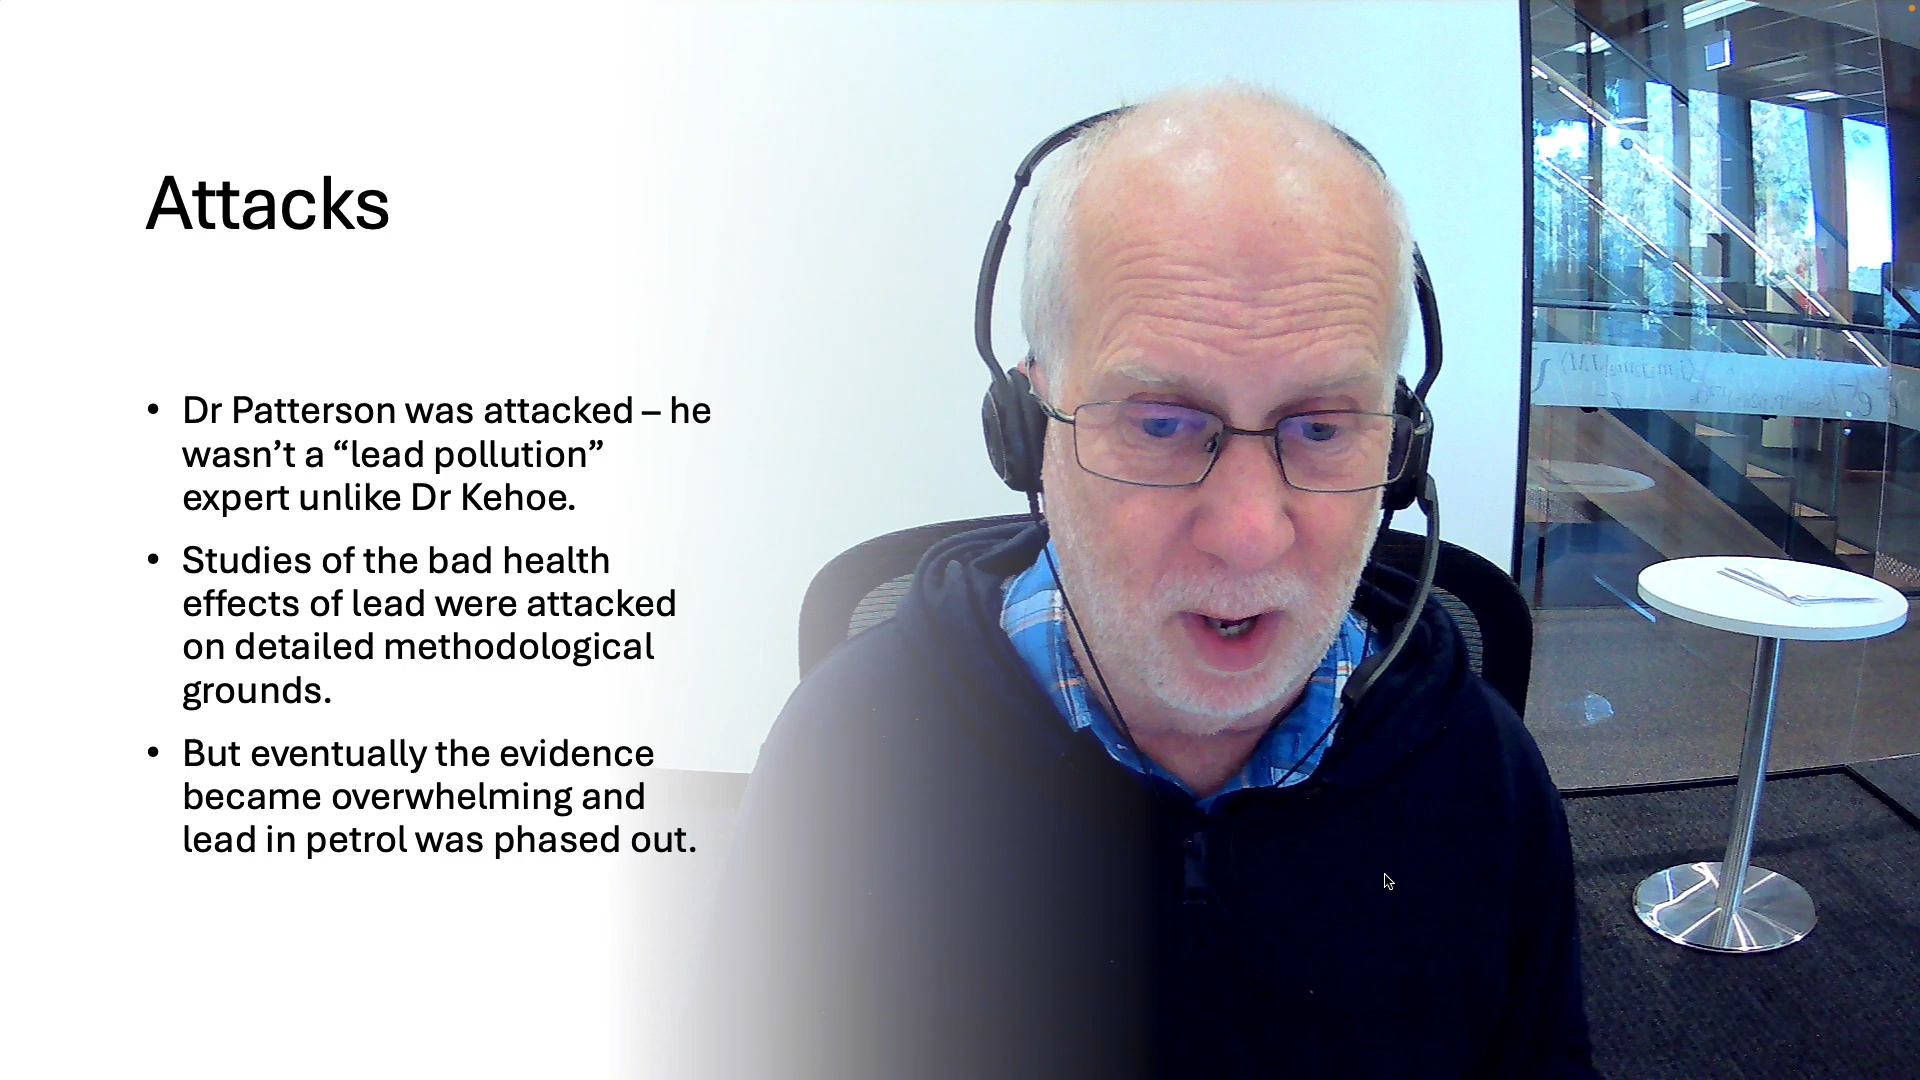 Attacks
• Dr Patterson was attacked – he
wasn’t a “lead pollution”
expert unlike Dr Kehoe.
• Studies of the bad health
effects of lead were attacked
on detailed methodological
grounds.
• But eventually the evidence
became overwhelming and
lead in petrol was phased out.